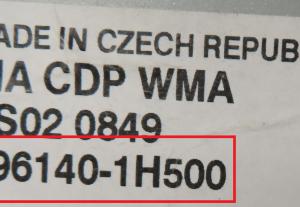 ADE IN CZECH REPUB
IA CDP WMA
S02 0849
96140-1H500